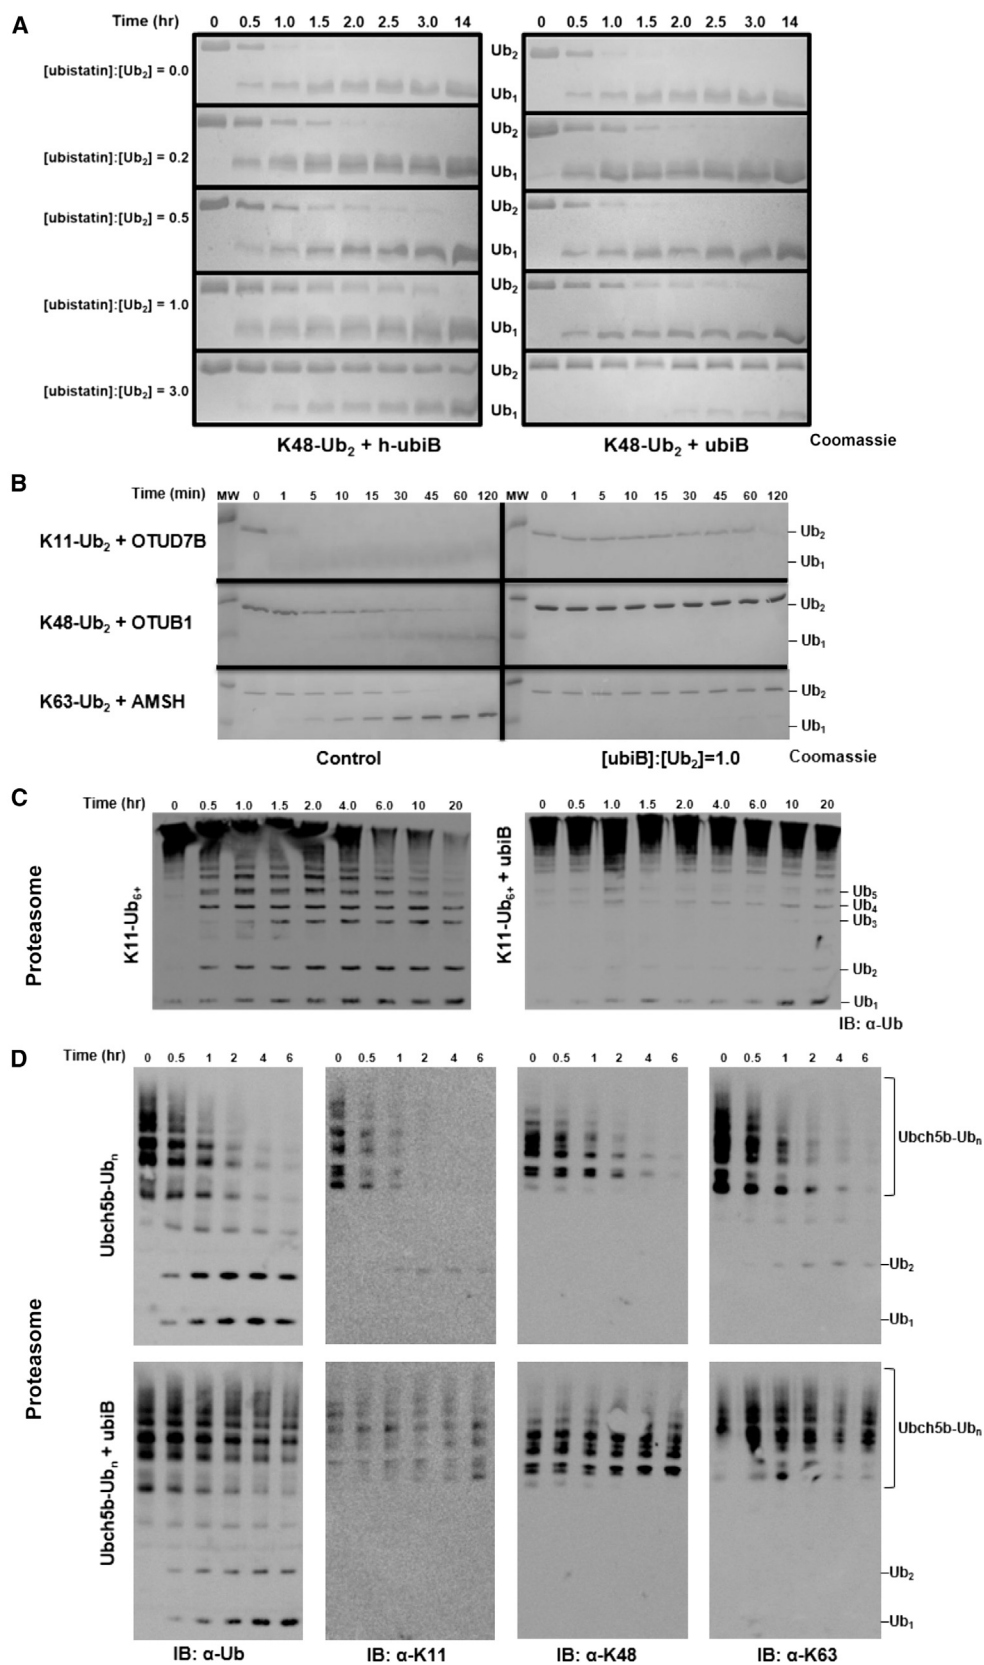 A
Time (hr) 0 0.5 1.0 1.5 2.0 2.5 3.0 14 0 0.5 1.0 1.5 2.0 2.5 3.0 14
[ubistatin]:[Ub2] = 0.0
Ub2
Ub1
[ubistatin]:[Ub2] = 0.2
Ub2
Ub1
[ubistatin]:[Ub2] = 0.5
Ub2
Ub1
[ubistatin]:[Ub2] = 1.0
Ub2
Ub1
[ubistatin]:[Ub2] = 3.0
Ub2
Ub1
K48-Ub2 + h-ubiB K48-Ub2 + ubiB Coomassie
B
Time (min) MW 0 1 5 10 15 30 45 60 120 MW 0 1 5 10 15 30 45 60 120
K11-Ub2 + OTUD7B
Ub2
Ub1
K48-Ub2 + OTUB1
Ub2
Ub1
K63-Ub2 + AMSH
Ub2
Ub1
Control [ubiB]:[Ub2]=1.0 Coomassie
C
Time (hr) 0 0.5 1.0 1.5 2.0 4.0 6.0 10 20 0 0.5 1.0 1.5 2.0 4.0 6.0 10 20
Proteasome
K11-Ub6+
K11-Ub6+ + ubiB
Ub5
Ub4
Ub3
Ub2
Ub1
IB: α-Ub
D
Time (hr) 0 0.5 1 2 4 6 0 0.5 1 2 4 6 0 0.5 1 2 4 6 0 0.5 1 2 4 6
Proteasome
Ubch5b-Ubn
Ubch5b-Ubn
Ub2
Ub1
Ubch5b-Ubn + ubiB
Ubch5b-Ubn
Ub2
Ub1
IB: α-Ub IB: α-K11 IB: α-K48 IB: α-K63